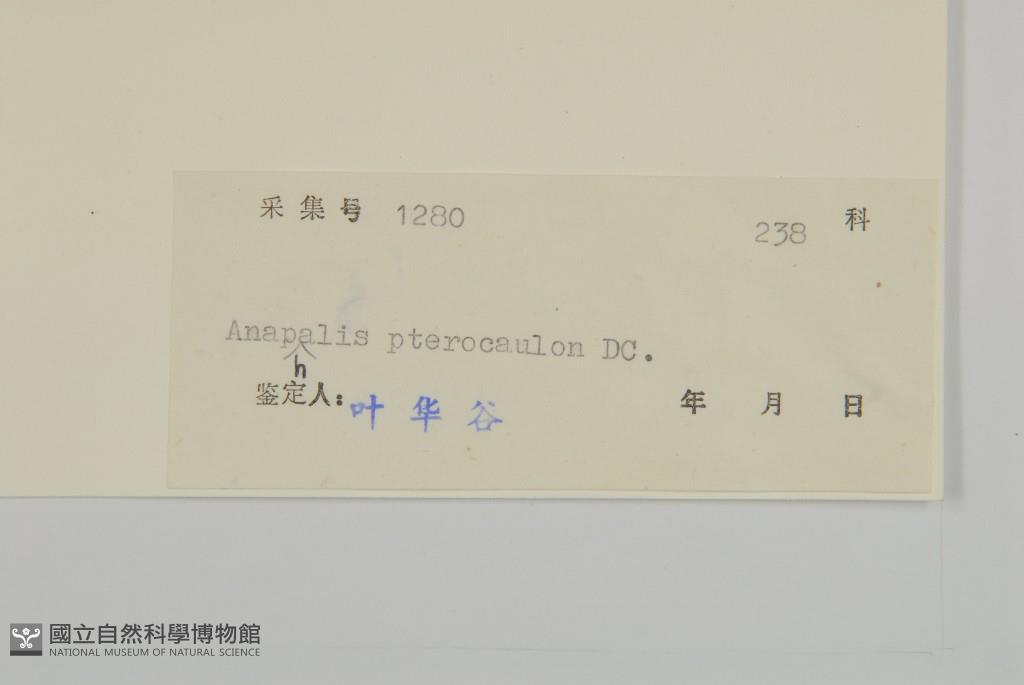 采集号 1280 238 科
Anapalis pterocaulon DC.
h
鉴定人: 叶华谷 年 月 日
國立自然科學博物館
NATIONAL MUSEUM OF NATURAL SCIENCE